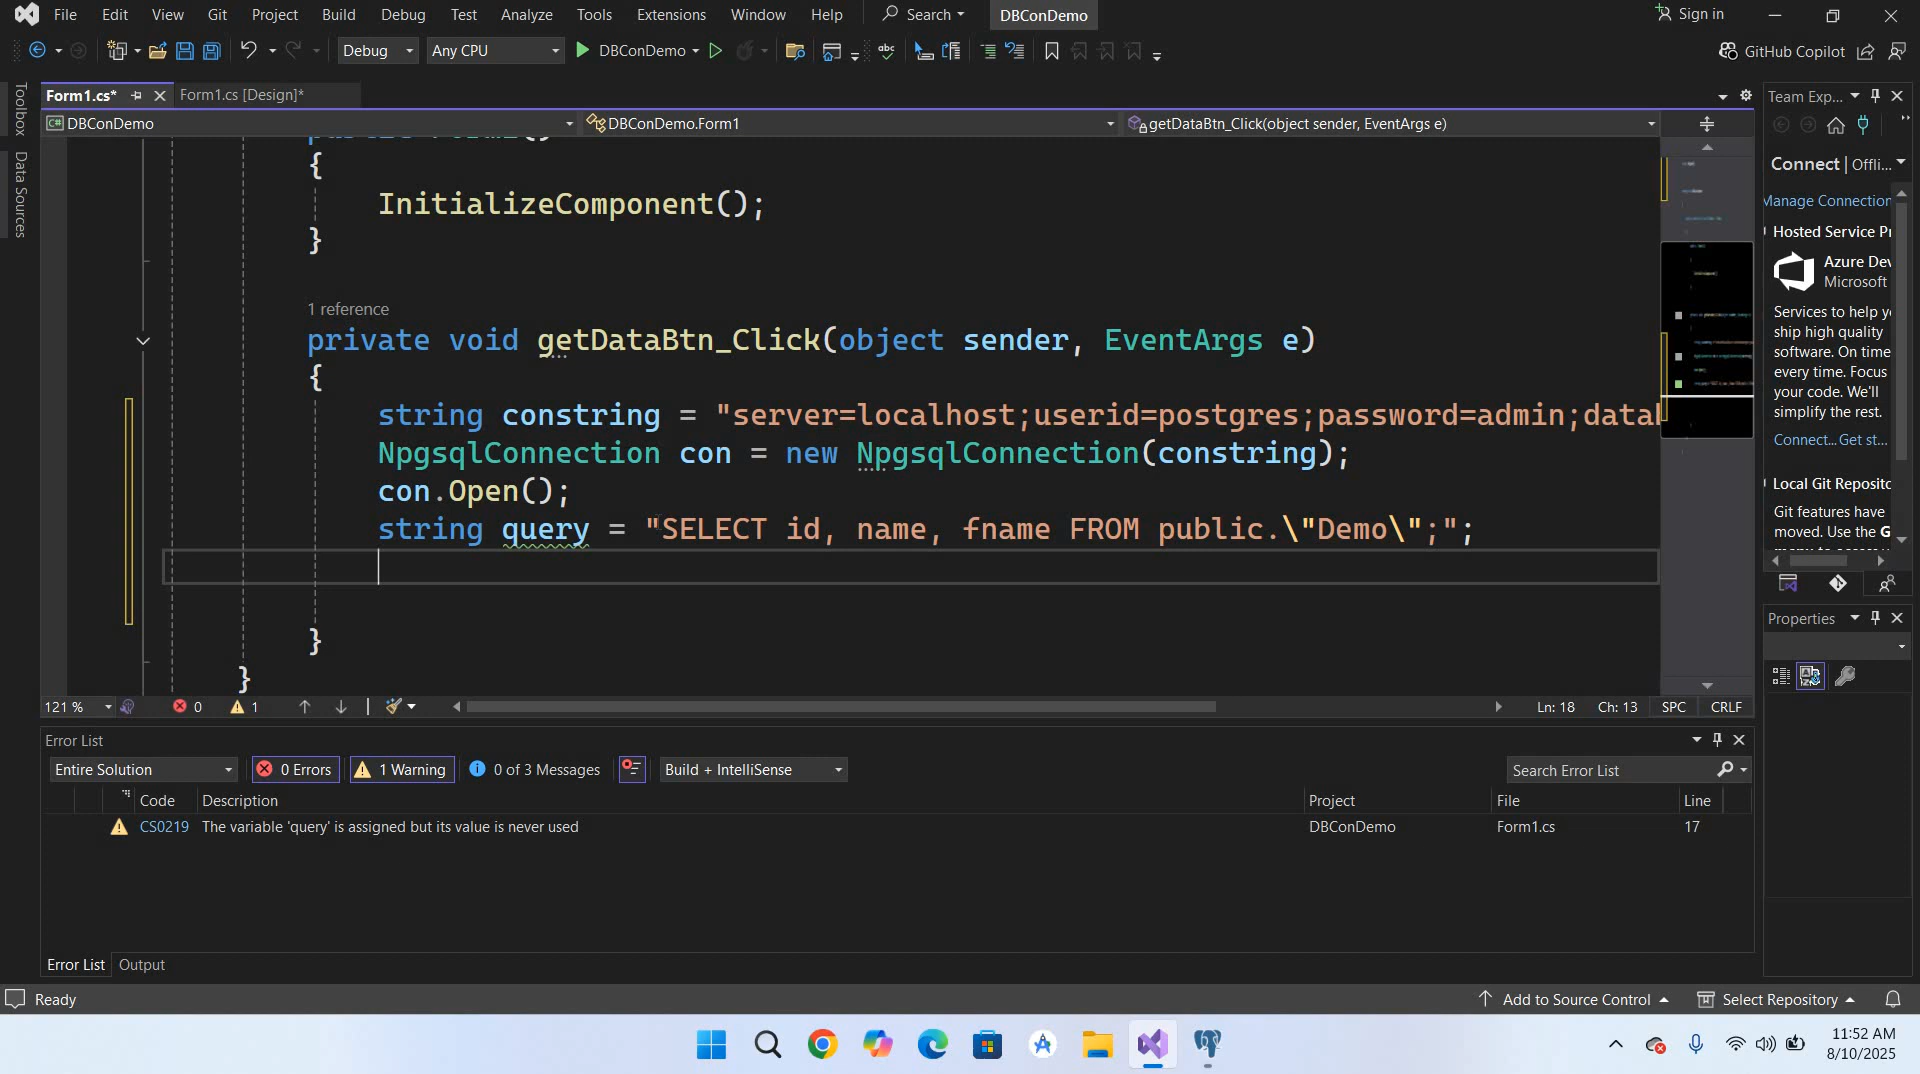 File Edit View Git Project Build Debug Test Analyze Tools Extensions Window Help Search DBConDemo Sign in
Debug Any CPU DBConDemo GitHub Copilot
Form1.cs* Form1.cs [Design]*
Toolbox
Data Sources
DBConDemo DBConDemo.Form1 getDataBtn_Click(object sender, EventArgs e)
{
InitializeComponent();
}
1 reference
private void getDataBtn_Click(object sender, EventArgs e)
{
string constring = "server=localhost;userid=postgres;password=admin;datab
NpgsqlConnection con = new NpgsqlConnection(constring);
con.Open();
string query = "SELECT id, name, fname FROM public.\"Demo\";";
}
}
121 % 0 1 Ln: 18 Ch: 13 SPC CRLF
Error List
Entire Solution 0 Errors 1 Warning 0 of 3 Messages Build + IntelliSense Search Error List
Code Description Project File Line
CS0219 The variable 'query' is assigned but its value is never used DBConDemo Form1.cs 17
Error List Output
Team Exp...
Connect | Offli...
Manage Connection
Hosted Service Pr
Azure Dev
Microsoft
Services to help y
ship high quality
software. On time
every time. Focus
your code. We'll
simplify the rest.
Connect... Get st...
Local Git Reposito
Git features have
moved. Use the G
Properties
Ready Add to Source Control Select Repository
11:52 AM
8/10/2025